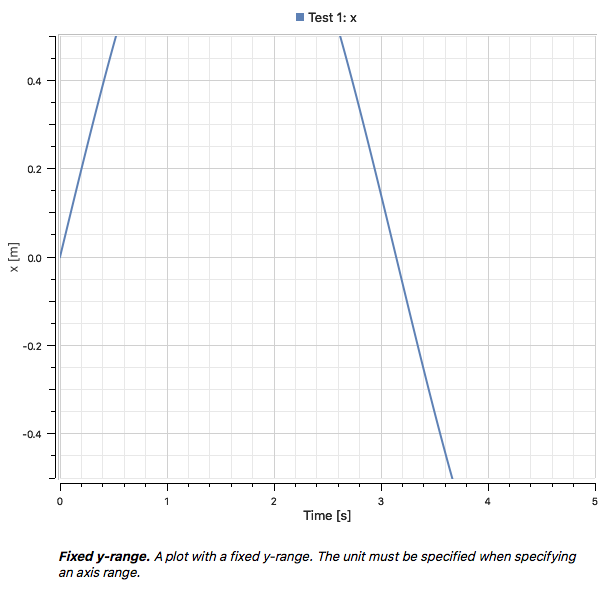 Test 1: x
0.4
0.2
0.0
-0.2
-0.4
x [m]
0 1 2 3 4 5
Time [s]
Fixed y-range. A plot with a fixed y-range. The unit must be specified when specifying
an axis range.